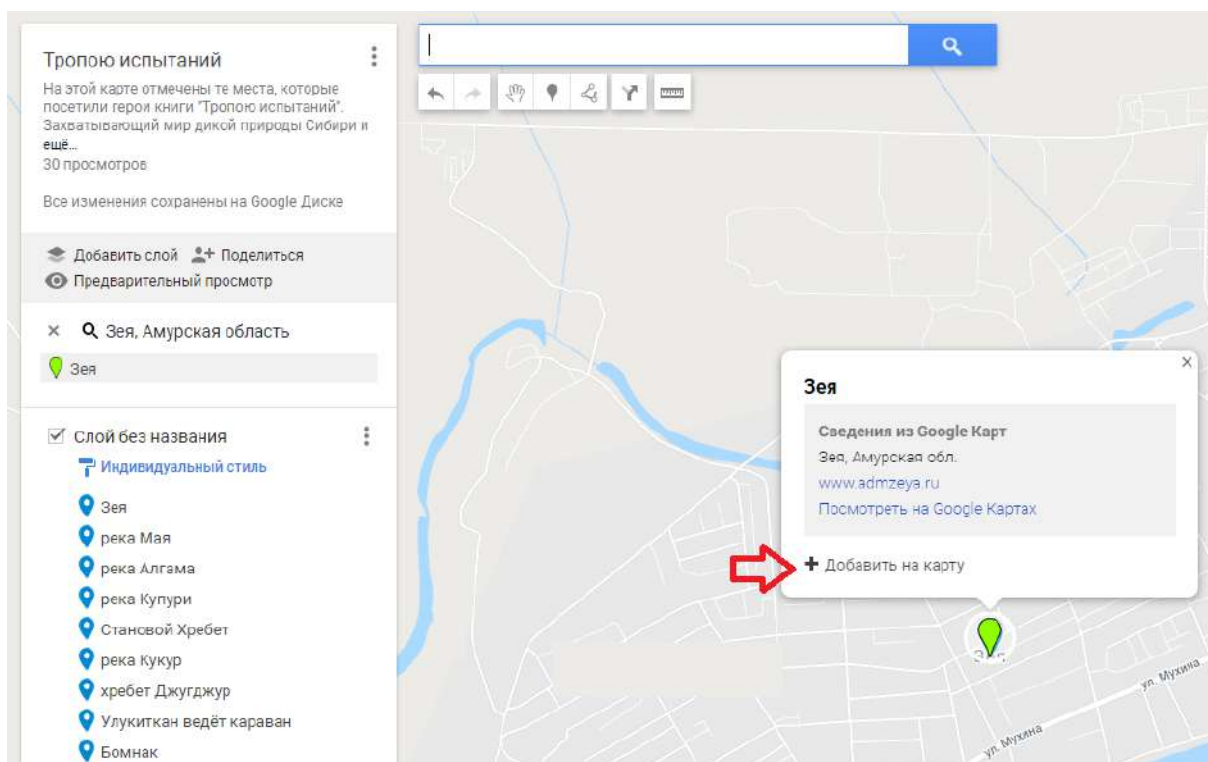 Тропою испытаний
На этой карте отмечены те места, которые
посетили герои книги "Тропою испытаний".
Захватывающий мир дикой природы Сибири и
ещё...
30 просмотров
Все изменения сохранены на Google Диске
Добавить слой Поделиться
Предварительный просмотр
Зея, Амурская область
Зея
Слой без названия
Индивидуальный стиль
Зея
река Мая
река Алгама
река Купури
Становой Хребет
река Кукур
хребет Джугджур
Улукиткан ведёт караван
Бомнак
Зея
Сведения из Google Карт
Зея, Амурская обл.
www.admzeya.ru
Посмотреть на Google Картах
Добавить на карту
Зея
ул. Мухина
ул. Мухина